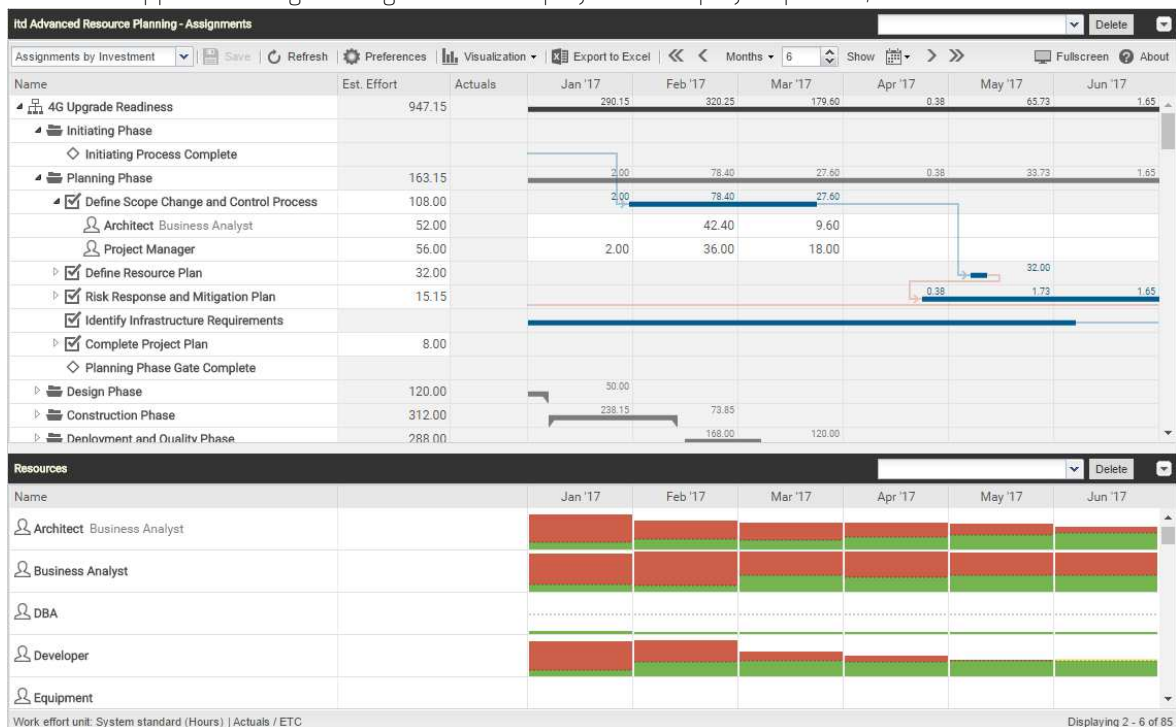 itd Advanced Resource Planning - Assignments Delete
Assignments by Investment Save Refresh Preferences Visualization Export to Excel Months 6 Show Fullscreen About
Name Est. Effort Actuals Jan '17 Feb '17 Mar '17 Apr '17 May '17 Jun '17
4G Upgrade Readiness 947.15 290.15 320.25 179.60 0.38 65.73 1.65
Initiating Phase
Initiating Process Complete
Planning Phase 163.15 2.00 78.40 27.60 0.38 33.73 1.65
Define Scope Change and Control Process 108.00 2.00 78.40 27.60
Architect Business Analyst 52.00 42.40 9.60
Project Manager 56.00 2.00 36.00 18.00
Define Resource Plan 32.00 32.00
Risk Response and Mitigation Plan 15.15 0.38 1.73 1.65
Identify Infrastructure Requirements
Complete Project Plan 8.00
Planning Phase Gate Complete
Design Phase 120.00 50.00
Construction Phase 312.00 238.15 73.85
Deployment and Quality Phase 288.00 168.00 120.00
Resources Delete
Name Jan '17 Feb '17 Mar '17 Apr '17 May '17 Jun '17
Architect Business Analyst
Business Analyst
DBA
Developer
Equipment
Work effort unit: System standard (Hours) | Actuals / ETC Displaying 2 - 6 of 85